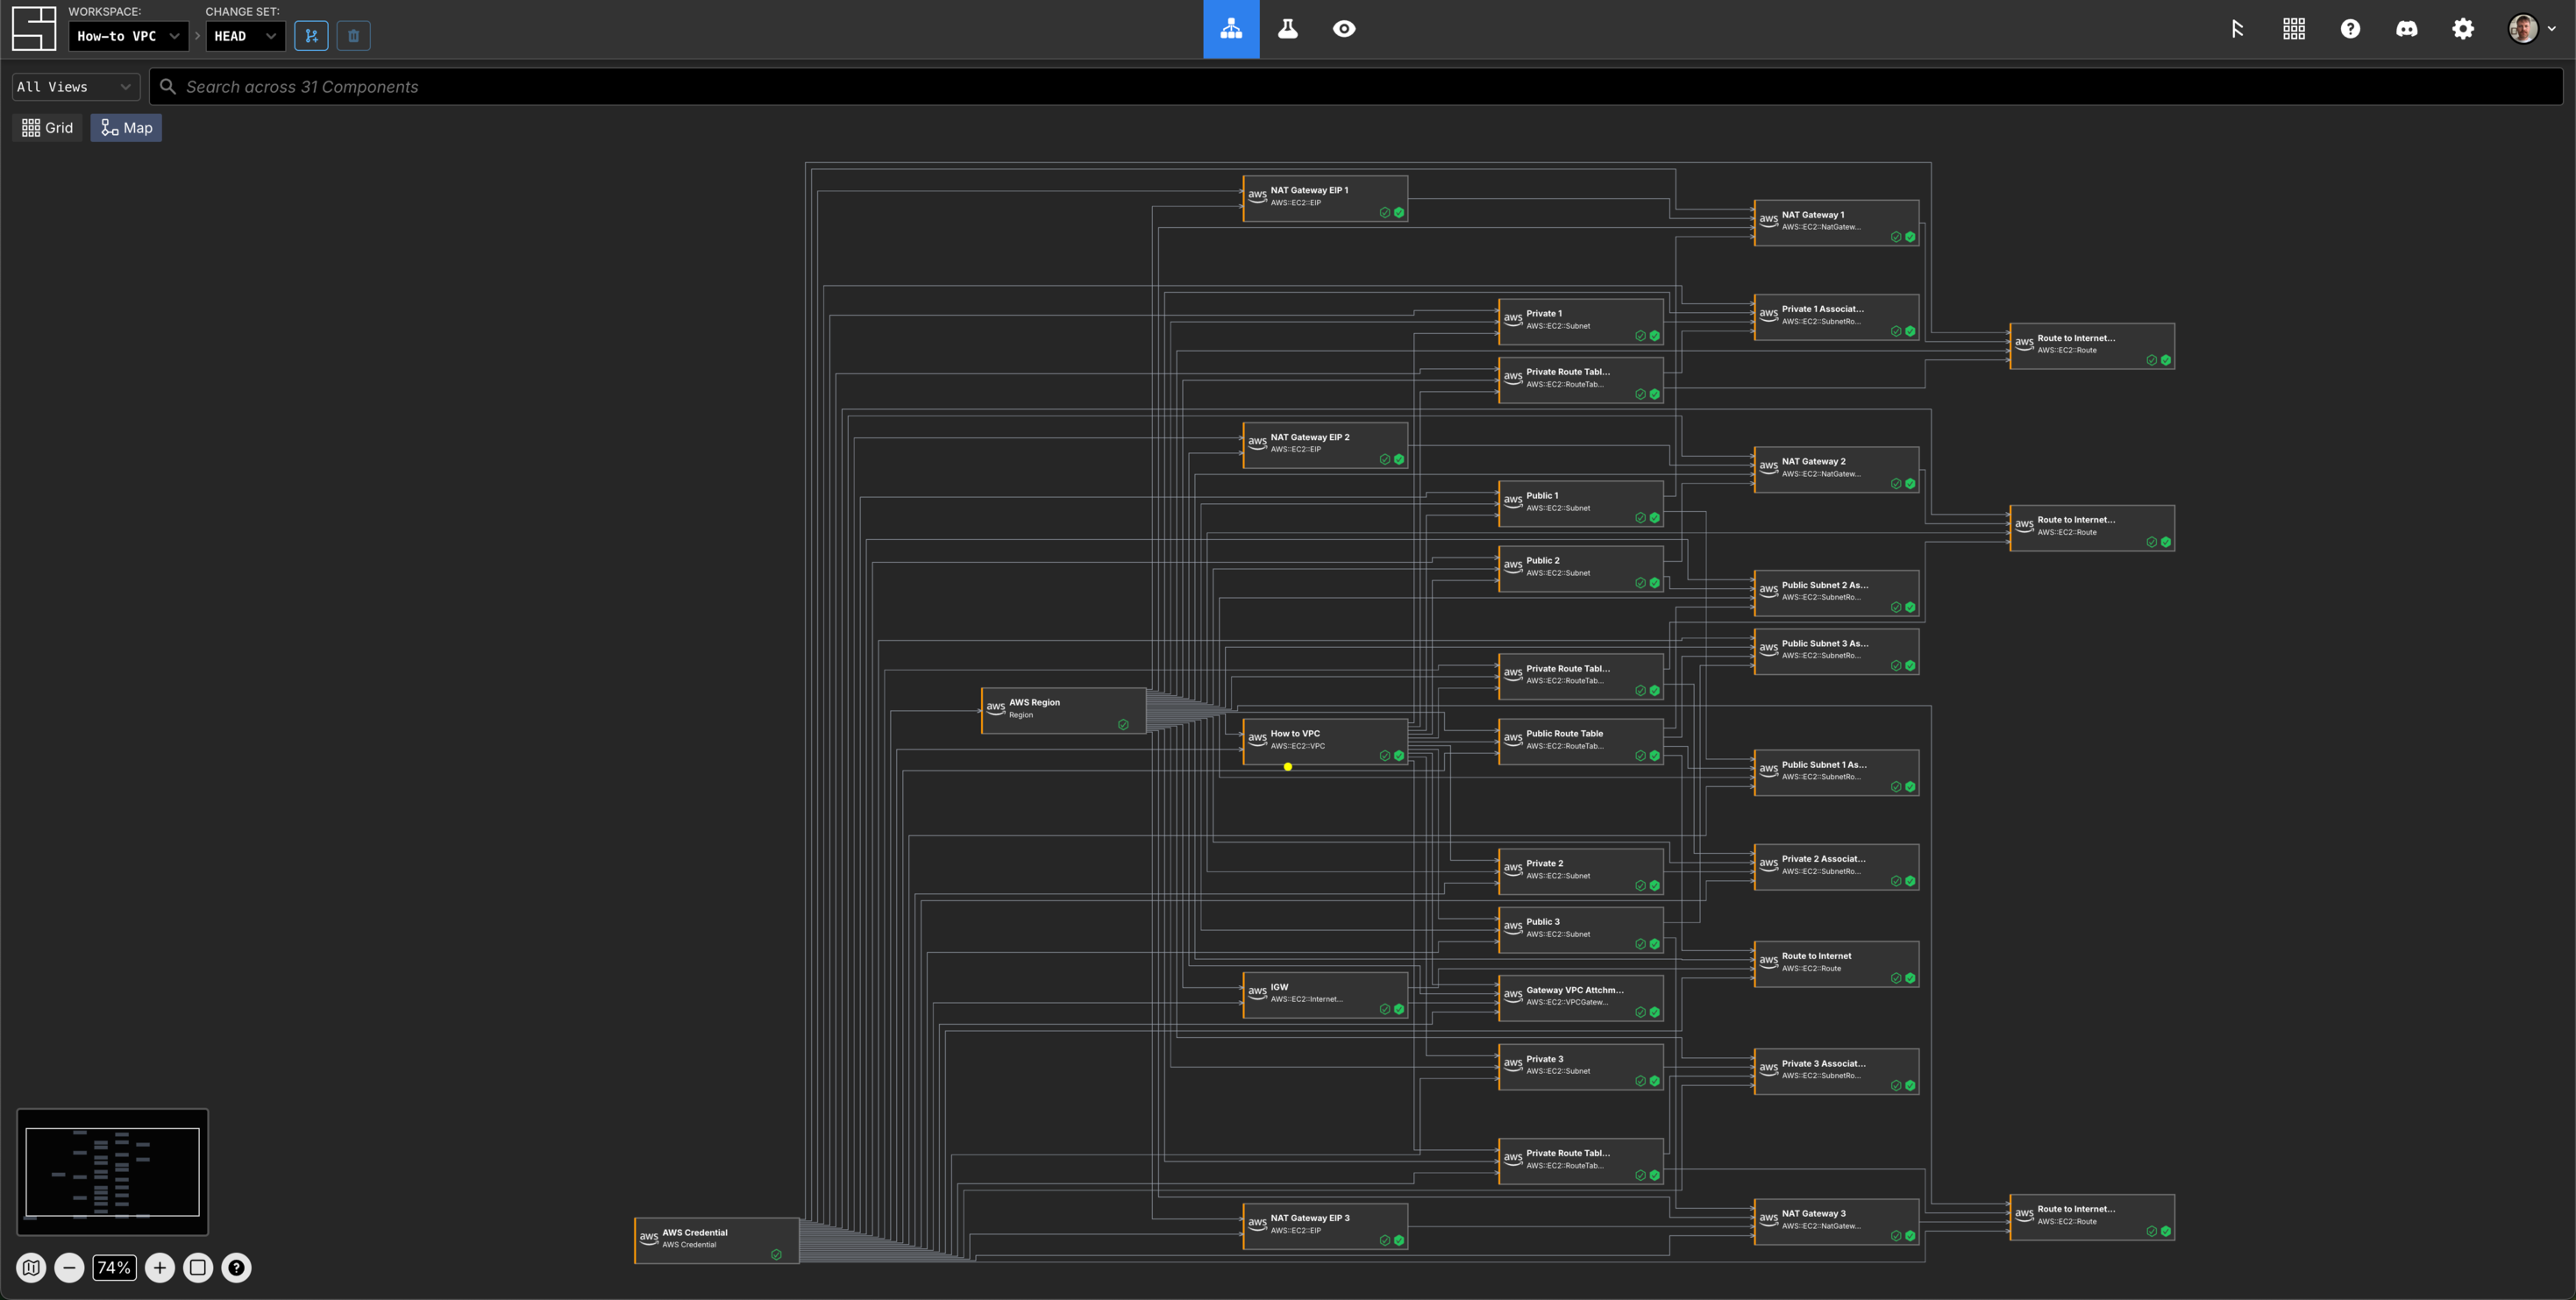 WORKSPACE:
CHANGE SET:
How-to VPC
HEAD
All Views
Search across 31 Components
Grid
Map
aws
NAT Gateway EIP 1
AWS::EC2::EIP
aws
NAT Gateway 1
AWS::EC2::NatGatew...
aws
Private 1
AWS::EC2::Subnet
aws
Private 1 Associat...
AWS::EC2::SubnetRo...
aws
Route to Internet...
AWS::EC2::Route
aws
Private Route Tabl...
AWS::EC2::RouteTab...
aws
NAT Gateway EIP 2
AWS::EC2::EIP
aws
NAT Gateway 2
AWS::EC2::NatGatew...
aws
Public 1
AWS::EC2::Subnet
aws
Route to Internet...
AWS::EC2::Route
aws
Public 2
AWS::EC2::Subnet
aws
Public Subnet 2 As...
AWS::EC2::SubnetRo...
aws
Public Subnet 3 As...
AWS::EC2::SubnetRo...
aws
Private Route Tabl...
AWS::EC2::RouteTab...
aws
AWS Region
Region
aws
How to VPC
AWS::EC2::VPC
aws
Public Route Table
AWS::EC2::RouteTab...
aws
Public Subnet 1 As...
AWS::EC2::SubnetRo...
aws
Private 2
AWS::EC2::Subnet
aws
Private 2 Associat...
AWS::EC2::SubnetRo...
aws
Public 3
AWS::EC2::Subnet
aws
Route to Internet
AWS::EC2::Route
aws
IGW
AWS::EC2::Internet...
aws
Gateway VPC Attchm...
AWS::EC2::VPCGatew...
aws
Private 3
AWS::EC2::Subnet
aws
Private 3 Associat...
AWS::EC2::SubnetRo...
aws
Private Route Tabl...
AWS::EC2::RouteTab...
aws
NAT Gateway EIP 3
AWS::EC2::EIP
aws
NAT Gateway 3
AWS::EC2::NatGatew...
aws
Route to Internet...
AWS::EC2::Route
aws
AWS Credential
AWS Credential
74%